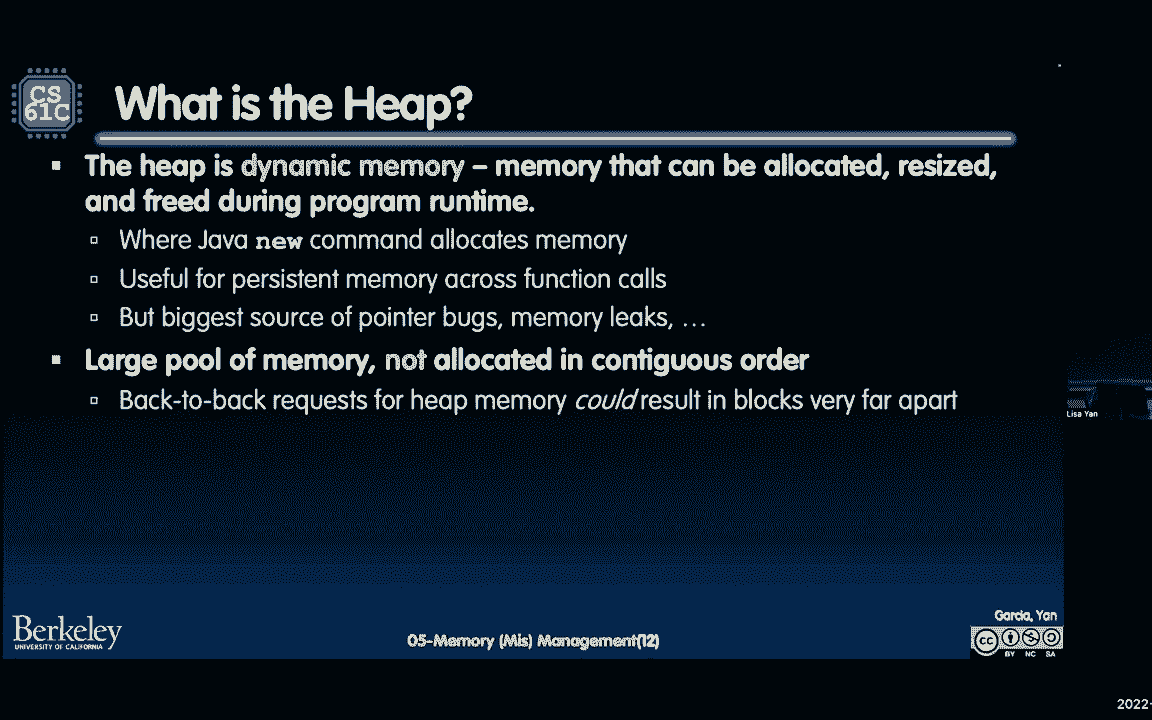 CS
61C
What is the Heap?
▪ The heap is dynamic memory – memory that can be allocated, resized,
and freed during program runtime.
▫ Where Java new command allocates memory
▫ Useful for persistent memory across function calls
▫ But biggest source of pointer bugs, memory leaks, …
▪ Large pool of memory, not allocated in contiguous order
▫ Back-to-back requests for heap memory could result in blocks very far apart
Lisa Yan
Berkeley
UNIVERSITY OF CALIFORNIA
05-Memory (Mis) Management(12)
Garcia, Yan
cc
BY NC SA
2022-